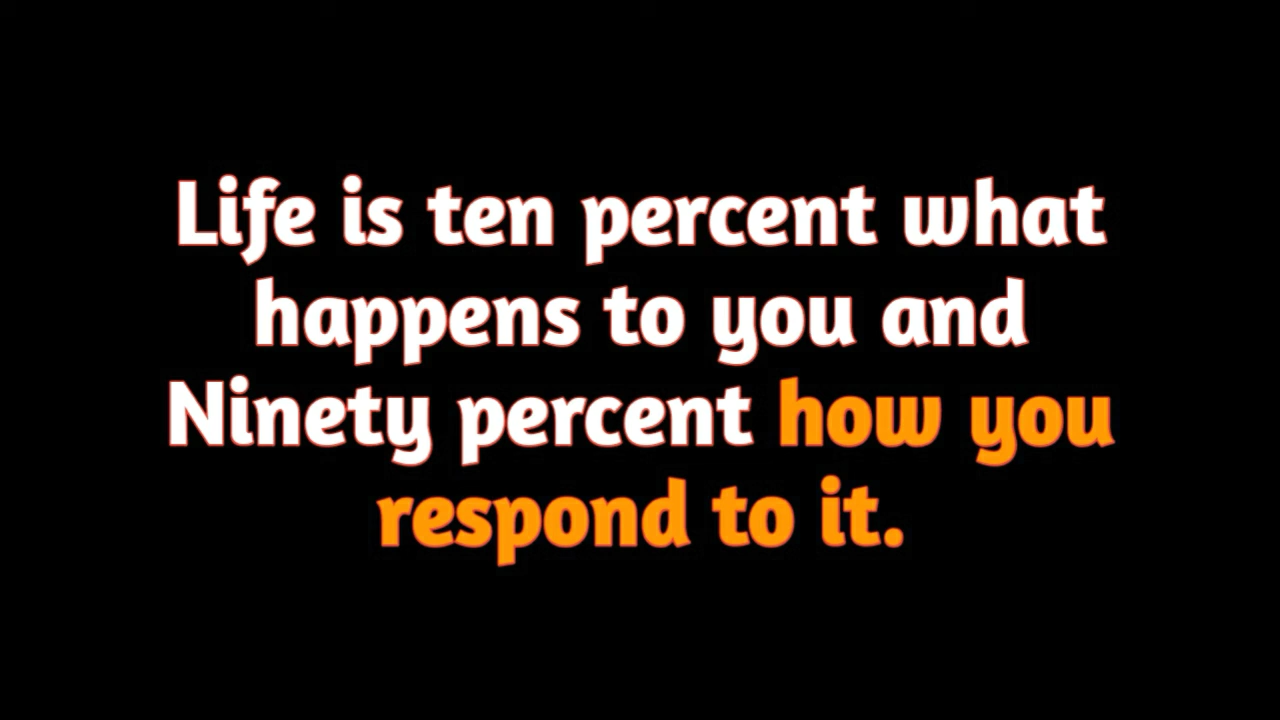 Life is ten percent what
happens to you and
Ninety percent how you
respond to it.